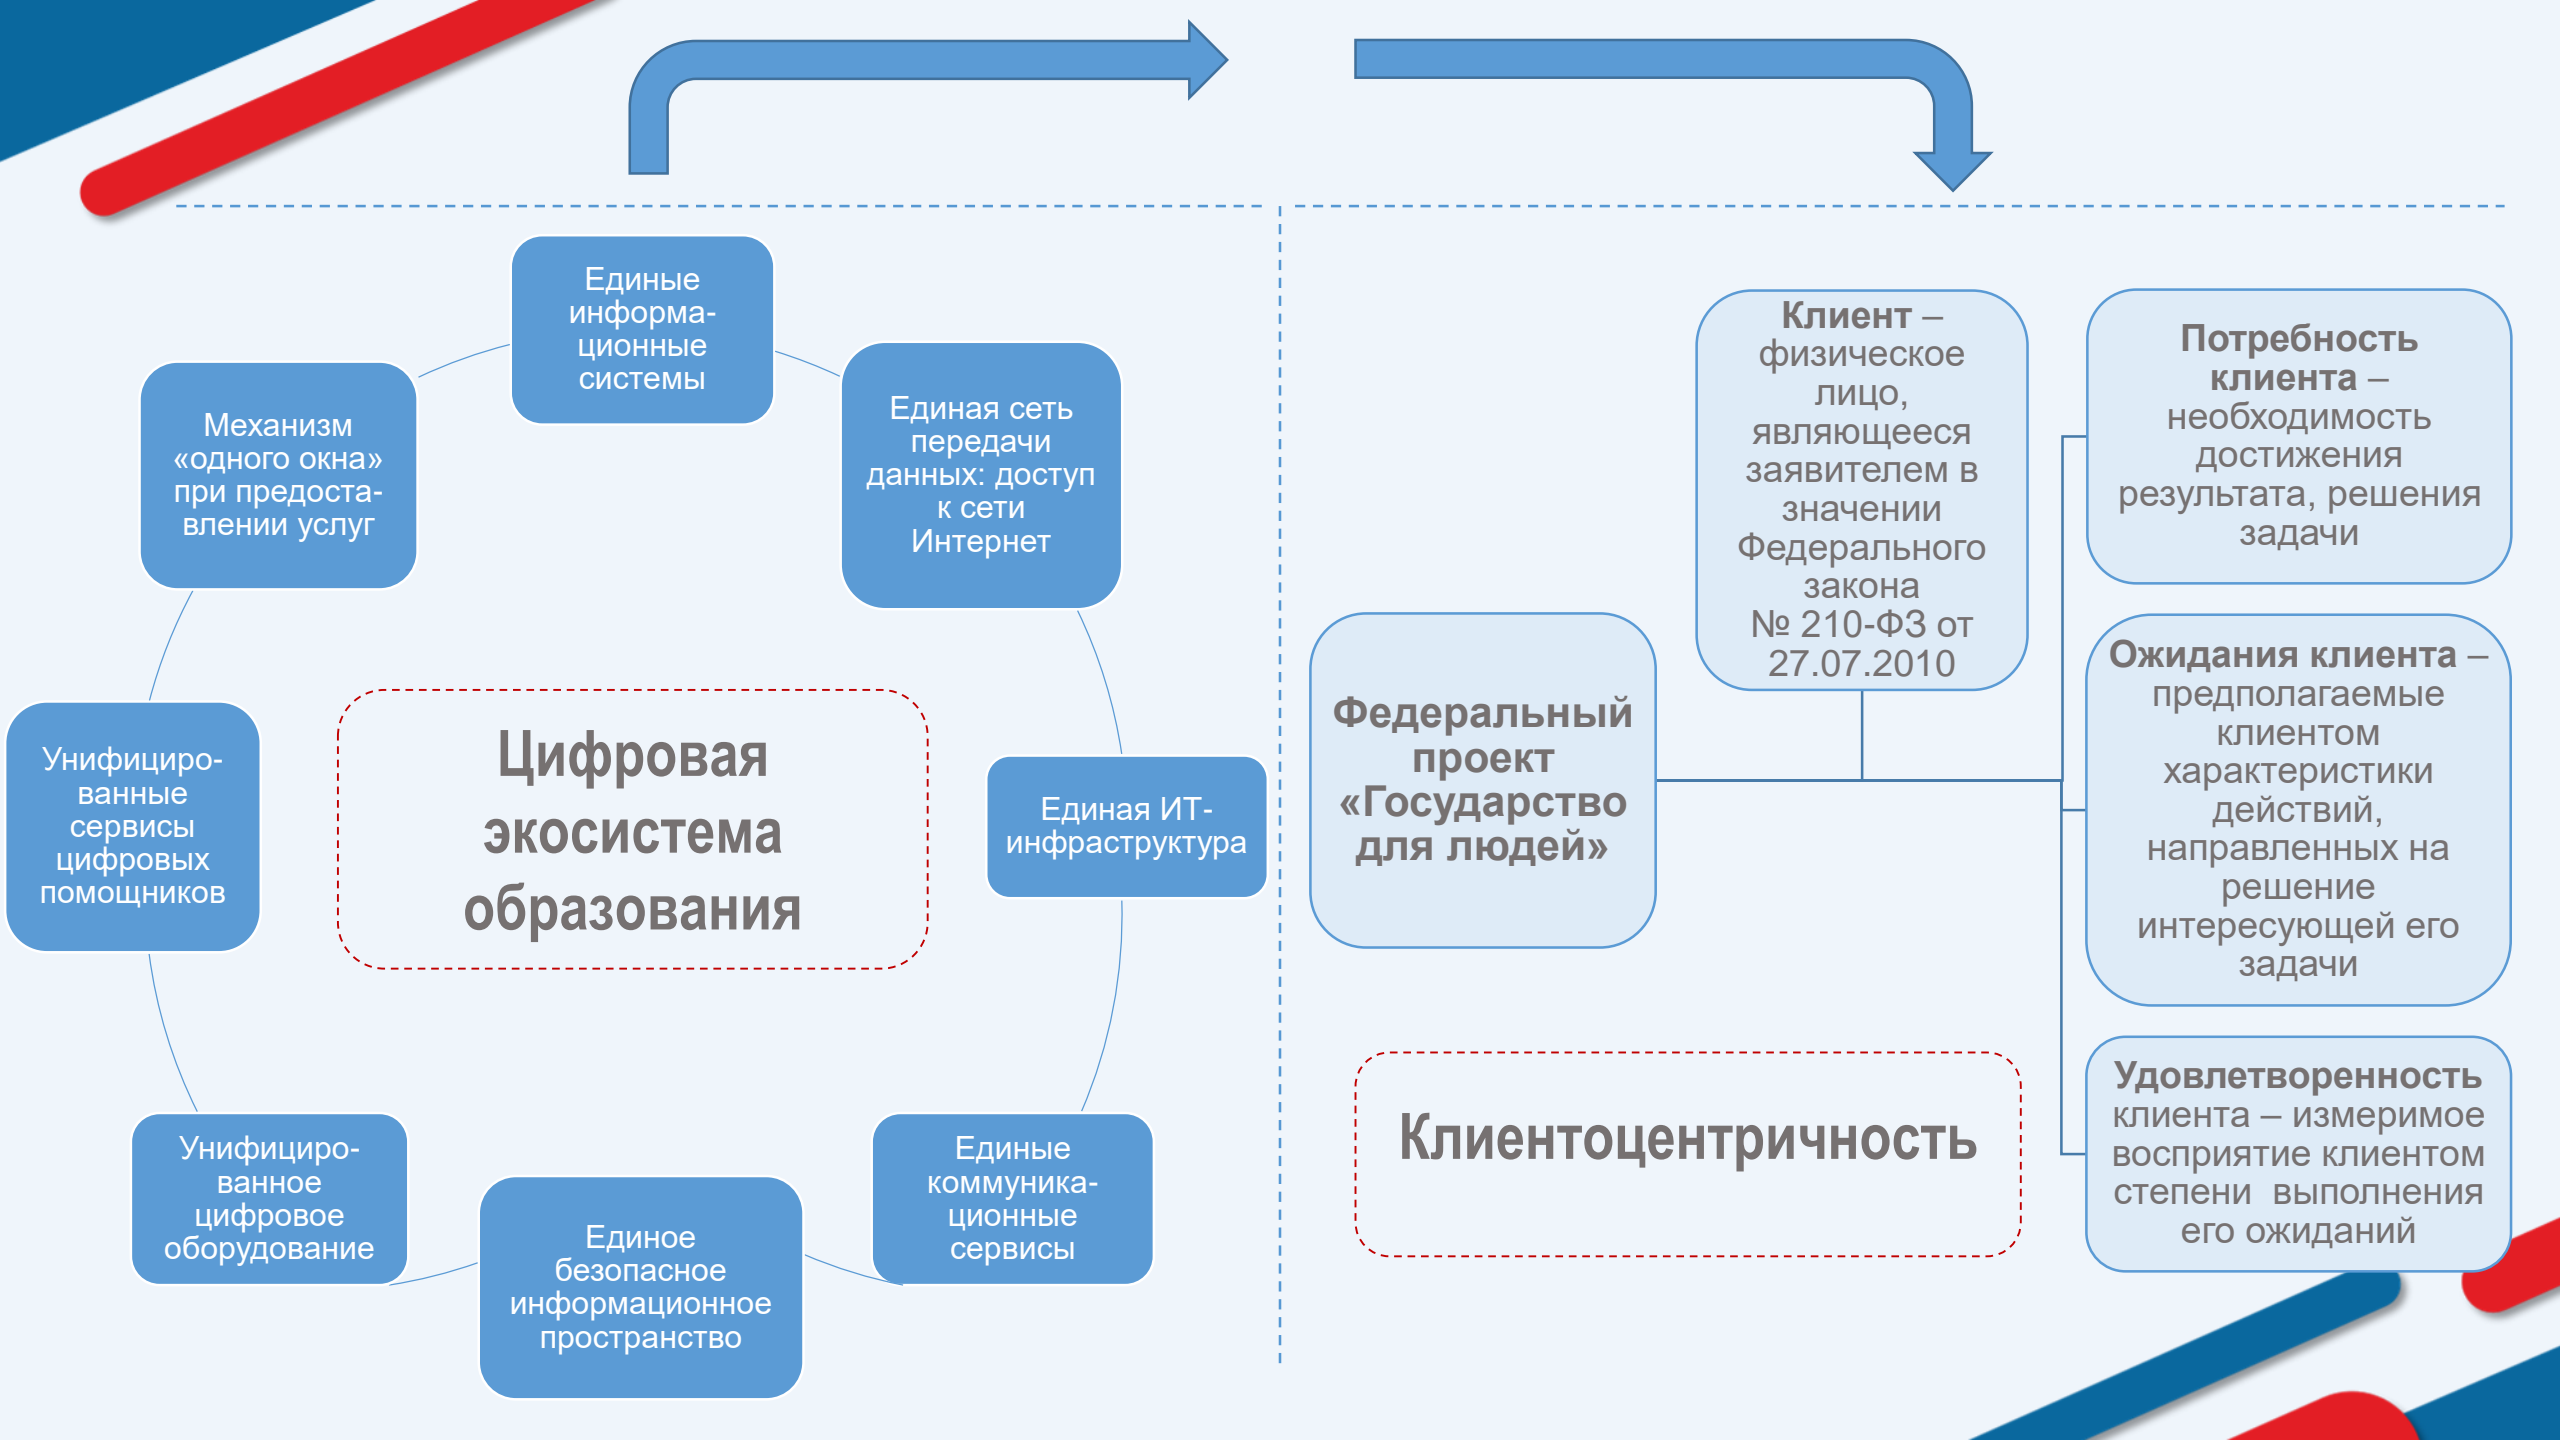 Единые
информа-
ционные
системы
Единая сеть
передачи
данных: доступ
к сети
Интернет
Единая ИТ-
инфраструктура
Единые
коммуника-
ционные
сервисы
Единое
безопасное
информационное
пространство
Унифициро-
ванное
цифровое
оборудование
Унифициро-
ванные
сервисы
цифровых
помощников
Механизм
«одного окна»
при предоста-
влении услуг
Цифровая
экосистема
образования
Федеральный
проект
«Государство
для людей»
Клиент –
физическое
лицо,
являющееся
заявителем в
значении
Федерального
закона
№ 210-ФЗ от
27.07.2010
Потребность
клиента –
необходимость
достижения
результата, решения
задачи
Ожидания клиента –
предполагаемые
клиентом
характеристики
действий,
направленных на
решение
интересующей его
задачи
Удовлетворенность
клиента – измеримое
восприятие клиентом
степени  выполнения
его ожиданий
Клиентоцентричность